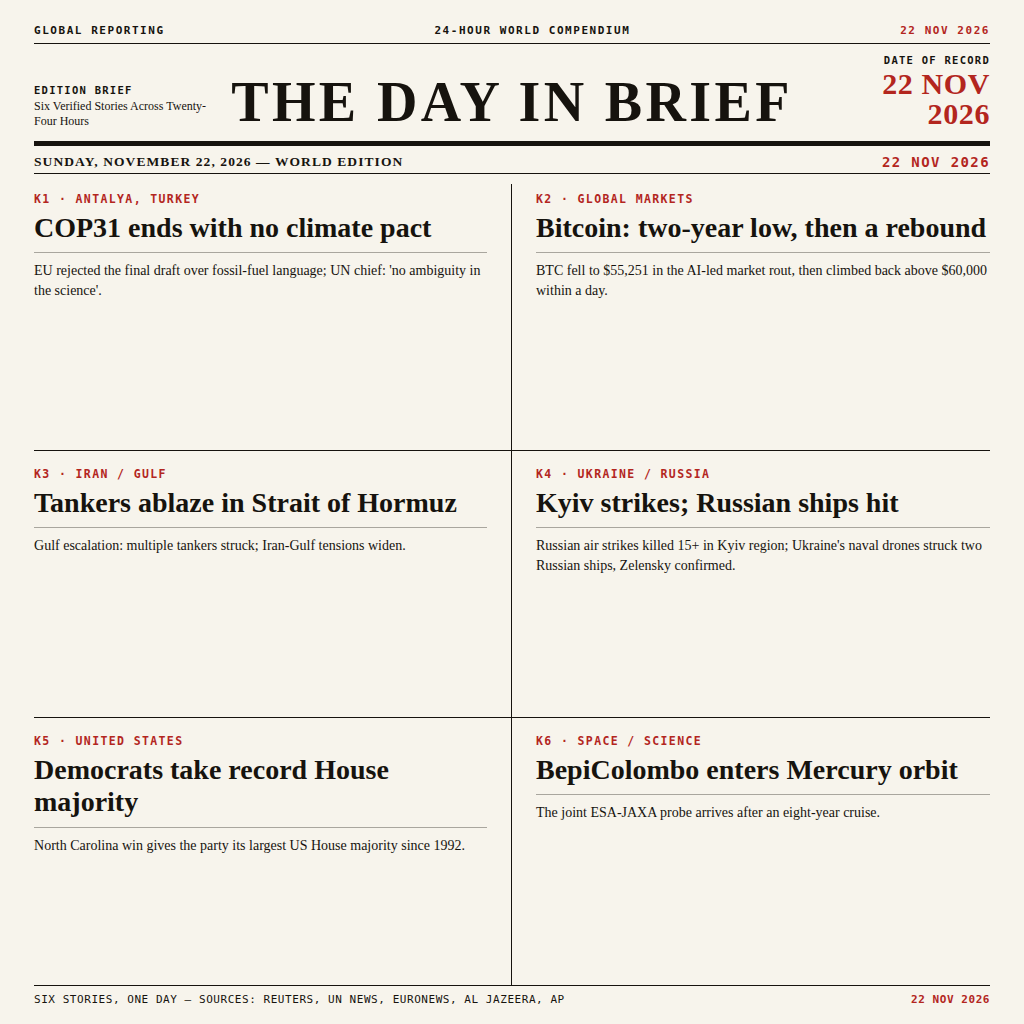 GLOBAL REPORTING
24-HOUR WORLD COMPENDIUM
22 NOV 2026
EDITION BRIEF
Six Verified Stories Across Twenty-
Four Hours
THE DAY IN BRIEF
DATE OF RECORD
22 NOV
2026
SUNDAY, NOVEMBER 22, 2026 — WORLD EDITION
22 NOV 2026
K1 · ANTALYA, TURKEY
COP31 ends with no climate pact
EU rejected the final draft over fossil-fuel language; UN chief: 'no ambiguity in
the science'.
K2 · GLOBAL MARKETS
Bitcoin: two-year low, then a rebound
BTC fell to $55,251 in the AI-led market rout, then climbed back above $60,000
within a day.
K3 · IRAN / GULF
Tankers ablaze in Strait of Hormuz
Gulf escalation: multiple tankers struck; Iran-Gulf tensions widen.
K4 · UKRAINE / RUSSIA
Kyiv strikes; Russian ships hit
Russian air strikes killed 15+ in Kyiv region; Ukraine's naval drones struck two
Russian ships, Zelensky confirmed.
K5 · UNITED STATES
Democrats take record House
majority
North Carolina win gives the party its largest US House majority since 1992.
K6 · SPACE / SCIENCE
BepiColombo enters Mercury orbit
The joint ESA-JAXA probe arrives after an eight-year cruise.
SIX STORIES, ONE DAY — SOURCES: REUTERS, UN NEWS, EURONEWS, AL JAZEERA, AP
22 NOV 2026